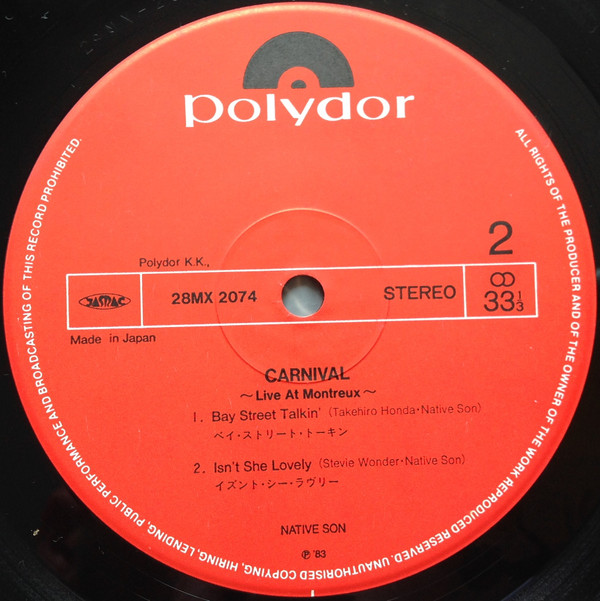 polydor
2
Polydor K.K.,
JASRAC
28MX 2074
STEREO
33 1/3
Made in Japan
CARNIVAL
～Live At Montreux～
1. Bay Street Talkin' (Takehiro Honda・Native Son)
ベイ・ストリート・トーキン
2. Isn't She Lovely (Stevie Wonder・Native Son)
イズント・シー・ラヴリー
NATIVE SON
℗ '83
ALL RIGHTS OF THE PRODUCER AND OF THE OWNER OF THE WORK REPRODUCED RESERVED. UNAUTHORISED COPYING, HIRING, LENDING, PUBLIC PERFORMANCE AND BROADCASTING OF THIS RECORD PROHIBITED.